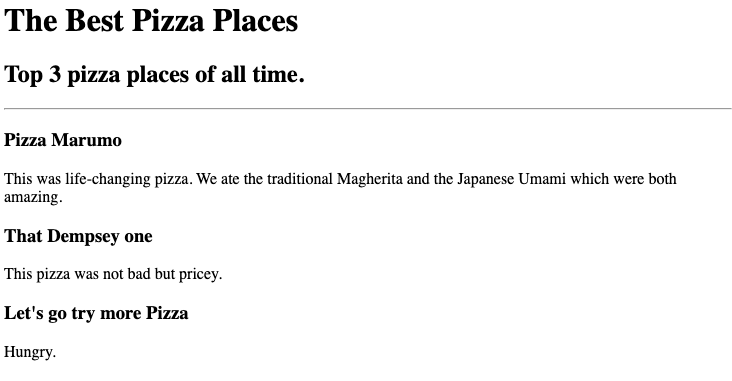 The Best Pizza Places
Top 3 pizza places of all time.
Pizza Marumo
This was life-changing pizza. We ate the traditional Magherita and the Japanese Umami which were both
amazing.
That Dempsey one
This pizza was not bad but pricey.
Let's go try more Pizza
Hungry.